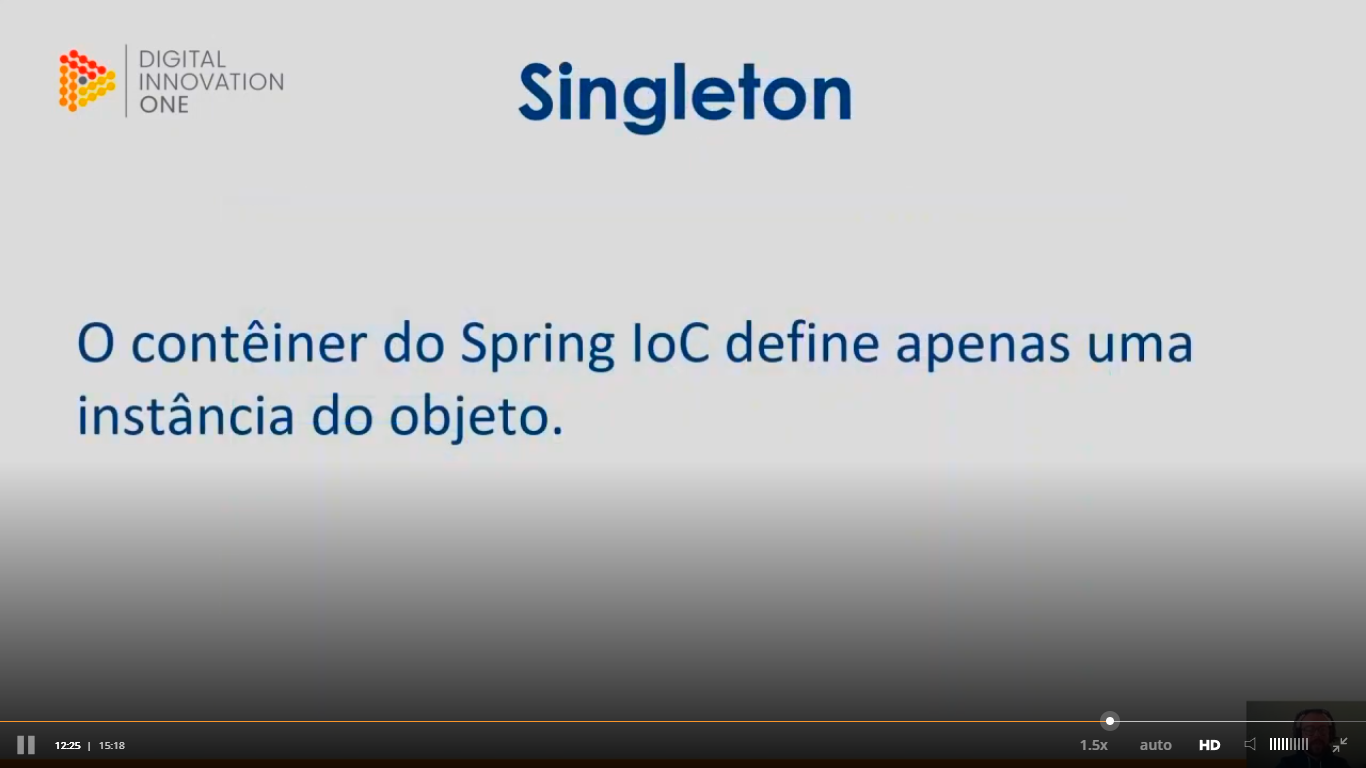 DIGITAL
INNOVATION
ONE
Singleton
O contêiner do Spring IoC define apenas uma
instância do objeto.
12:25 | 15:18
1.5x auto HD